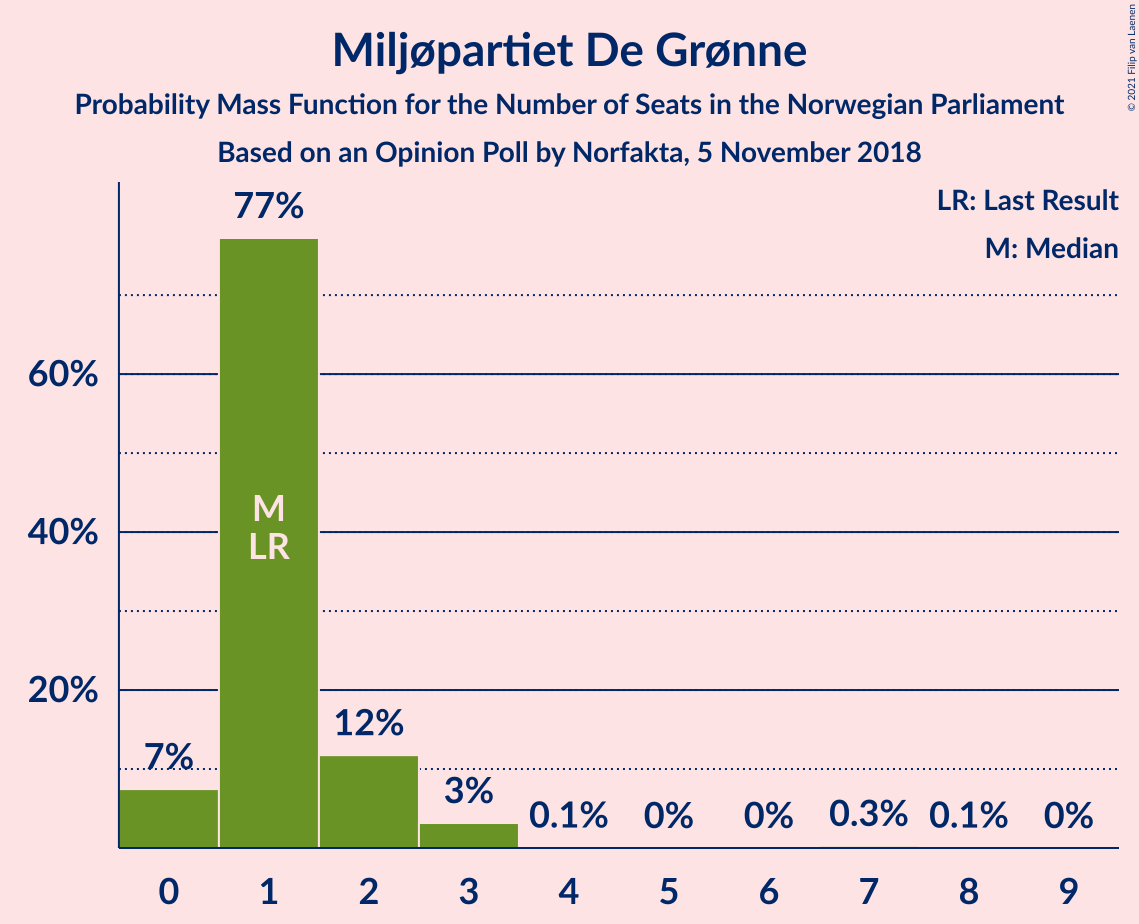 Miljøpartiet De Grønne
Probability Mass Function for the Number of Seats in the Norwegian Parliament
Based on an Opinion Poll by Norfakta, 5 November 2018
© 2021 Filip van Laenen
LR: Last Result
M: Median
77%
60%
M
40%
LR
20%
12%
7%
3%
0.1%
0%
0%
0.3%
0.1%
0%
0 1 2 3 4 5 6 7 8 9